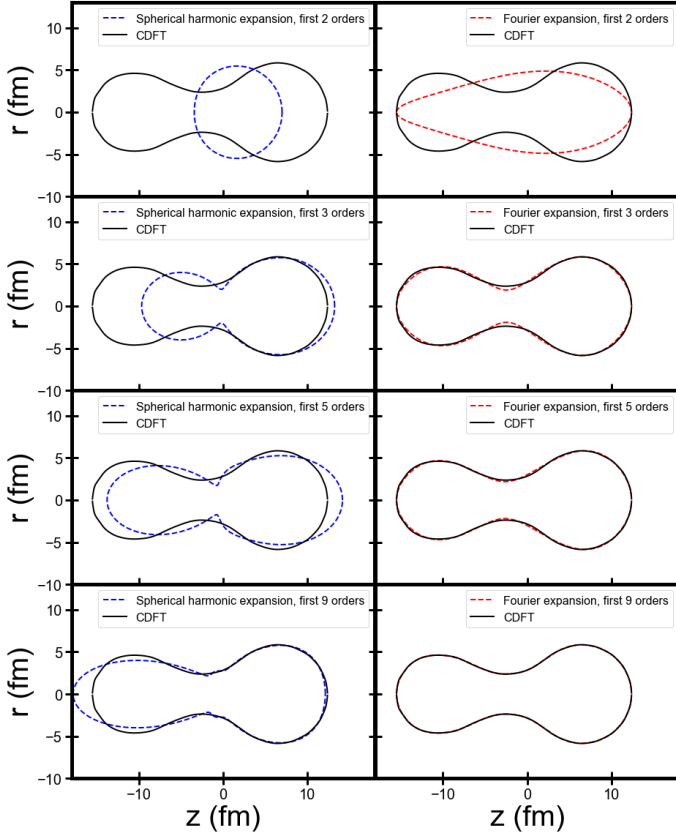 10
5
0
−5
−10
r (fm)
Spherical harmonic expansion, first 2 orders
CDFT
Fourier expansion, first 2 orders
CDFT
10
5
0
−5
−10
r (fm)
Spherical harmonic expansion, first 3 orders
CDFT
Fourier expansion, first 3 orders
CDFT
10
5
0
−5
−10
r (fm)
Spherical harmonic expansion, first 5 orders
CDFT
Fourier expansion, first 5 orders
CDFT
10
5
0
−5
−10
r (fm)
Spherical harmonic expansion, first 9 orders
CDFT
Fourier expansion, first 9 orders
CDFT
−10 0 10
−10 0 10
z (fm)
z (fm)